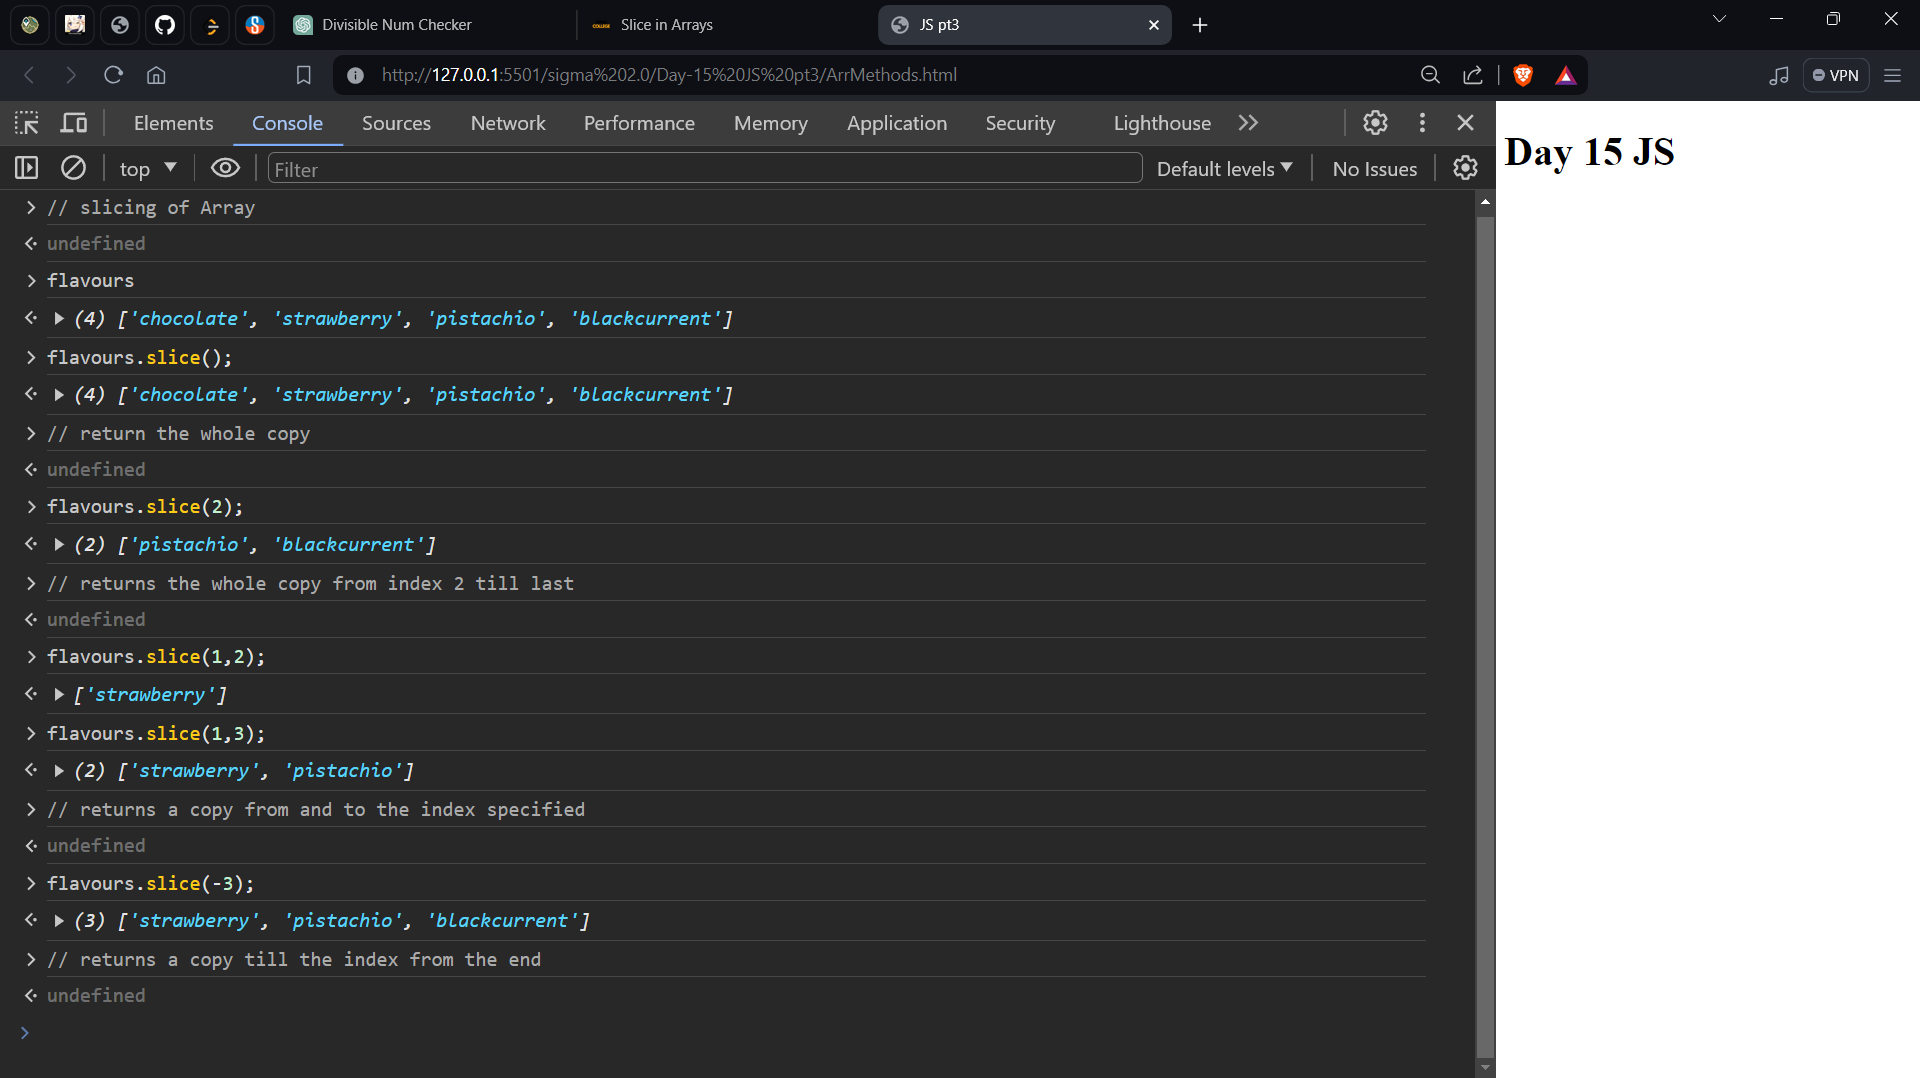 Divisible Num Checker
Slice in Arrays
JS pt3
http://127.0.0.1:5501/sigma%202.0/Day-15%20JS%20pt3/ArrMethods.html
VPN
Elements Console Sources Network Performance Memory Application Security Lighthouse
top Filter Default levels No Issues
Day 15 JS
// slicing of Array
undefined
flavours
(4) ['chocolate', 'strawberry', 'pistachio', 'blackcurrent']
flavours.slice();
(4) ['chocolate', 'strawberry', 'pistachio', 'blackcurrent']
// return the whole copy
undefined
flavours.slice(2);
(2) ['pistachio', 'blackcurrent']
// returns the whole copy from index 2 till last
undefined
flavours.slice(1,2);
['strawberry']
flavours.slice(1,3);
(2) ['strawberry', 'pistachio']
// returns a copy from and to the index specified
undefined
flavours.slice(-3);
(3) ['strawberry', 'pistachio', 'blackcurrent']
// returns a copy till the index from the end
undefined